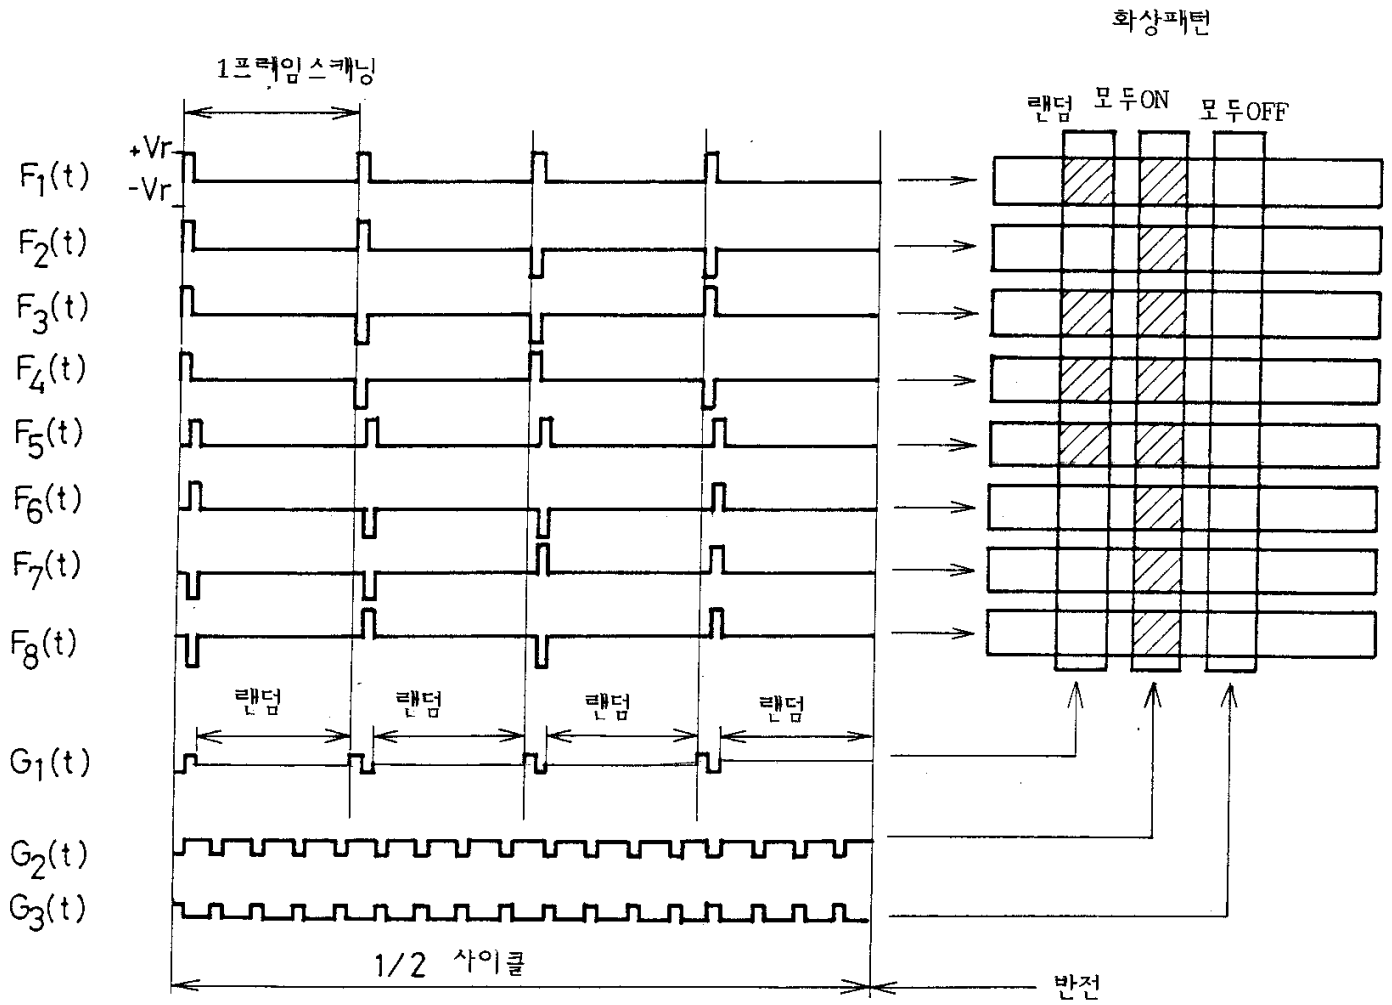 화상패턴
1프레임스캐닝
랜덤 모두ON 모두OFF
+Vr
F1(t)
-Vr
F2(t)
F3(t)
F4(t)
F5(t)
F6(t)
F7(t)
F8(t)
랜덤 랜덤 랜덤 랜덤
G1(t)
G2(t)
G3(t)
1/2 사이클
반전